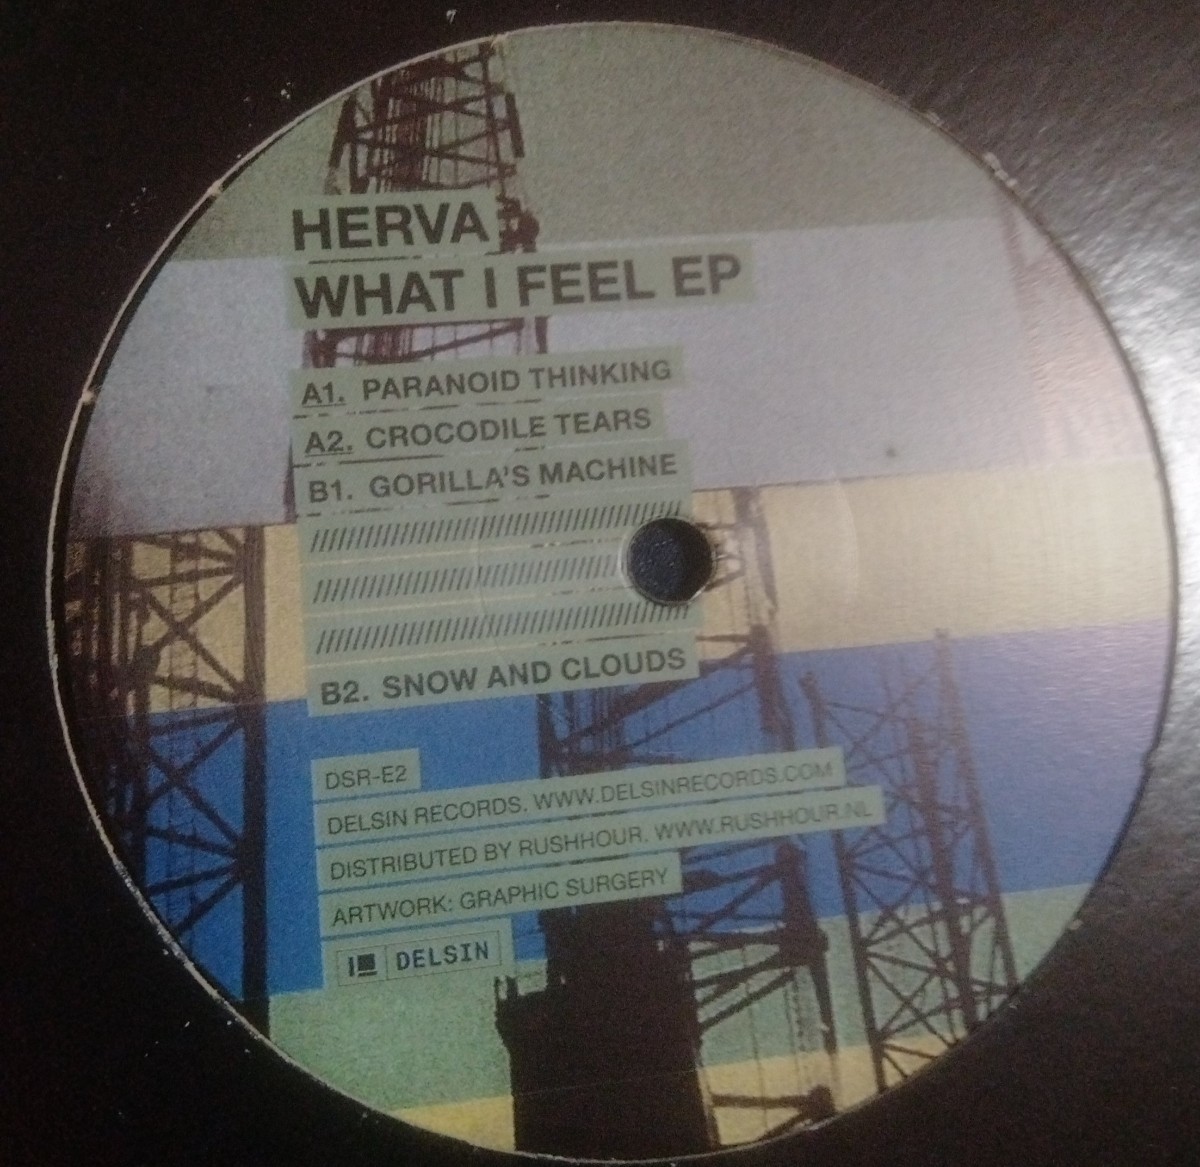 HERVA
WHAT I FEEL EP
A1. PARANOID THINKING
A2. CROCODILE TEARS
B1. GORILLA'S MACHINE
////////////////////////////////////////
////////////////////////////////////////
////////////////////////////////////////
B2. SNOW AND CLOUDS
DSR-E2
DELSIN RECORDS. WWW.DELSINRECORDS.COM
DISTRIBUTED BY RUSHHOUR. WWW.RUSHHOUR.NL
ARTWORK: GRAPHIC SURGERY
DELSIN